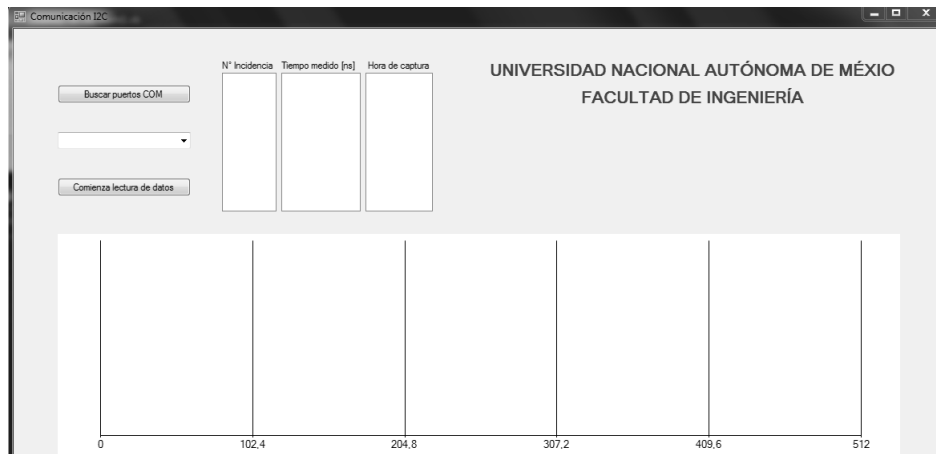 Comunicación I2C
N° Incidencia Tiempo medido [ns] Hora de captura
UNIVERSIDAD NACIONAL AUTÓNOMA DE MÉXIO
FACULTAD DE INGENIERÍA
Buscar puertos COM
Comienza lectura de datos
0 102,4 204,8 307,2 409,6 512